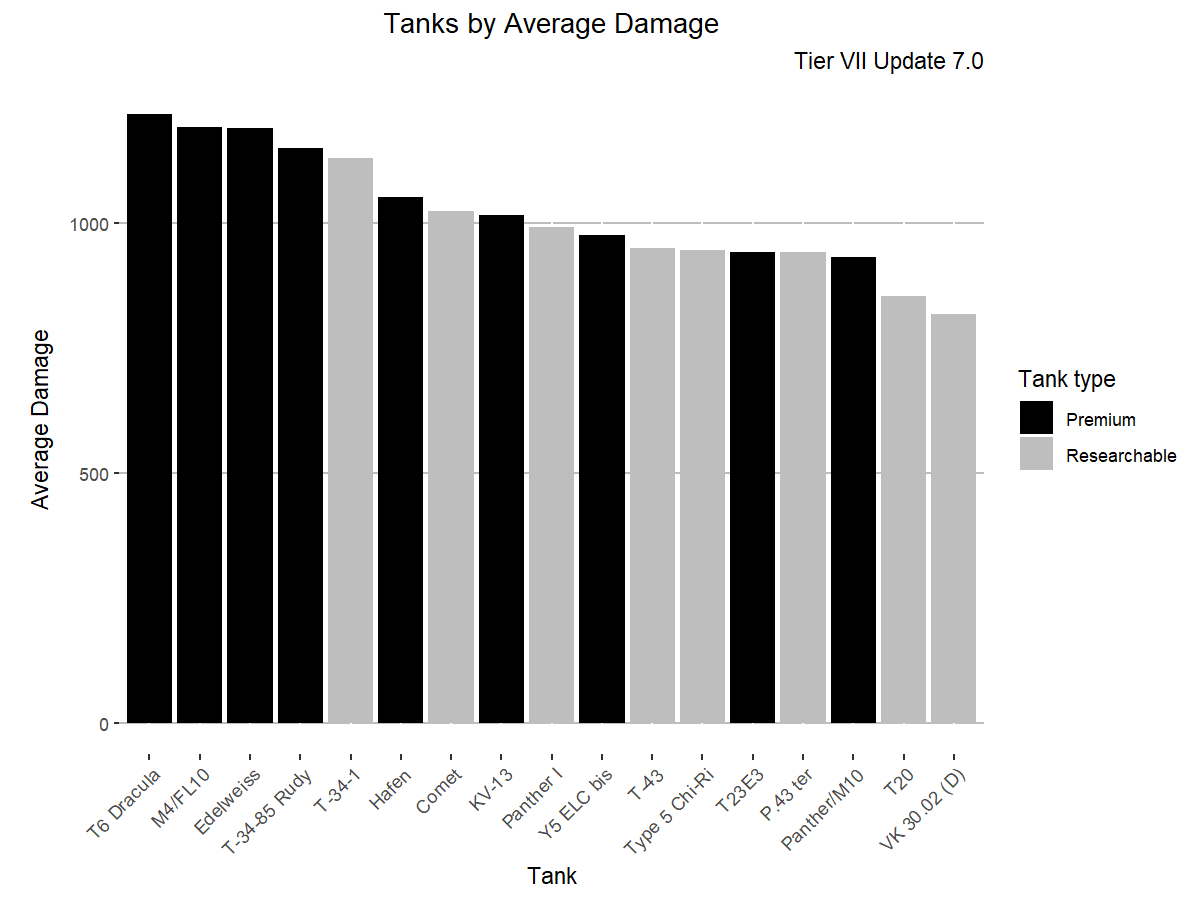 Tanks by Average Damage
Tier VII Update 7.0
Average Damage
1000
500
0
T6 Dracula
M4/FL10
Edelweiss
T-34-85 Rudy
T-34-1
Hafen
Comet
KV-13
Panther I
Y5 ELC bis
T-43
Type 5 Chi-Ri
T23E3
P.43 ter
Panther/M10
T20
VK 30.02 (D)
Tank
Tank type
Premium
Researchable